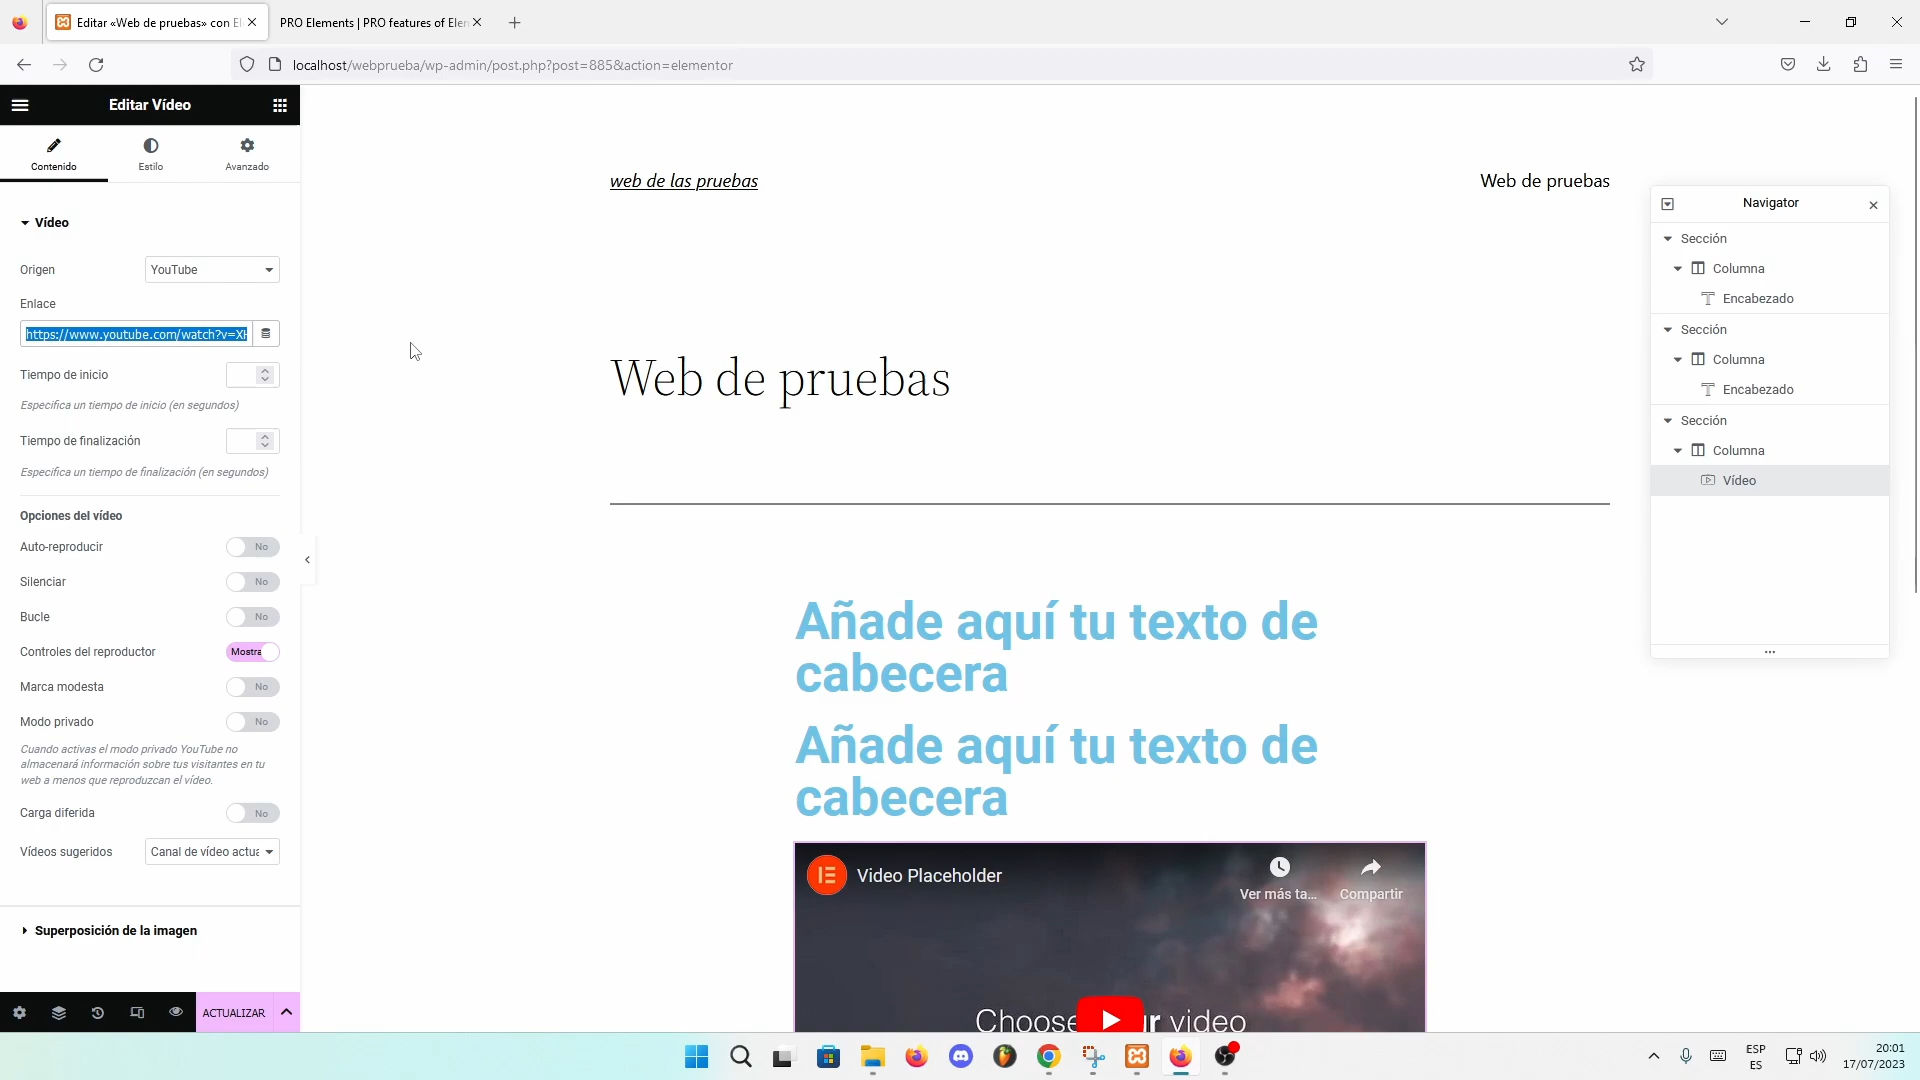 Editar «Web de pruebas» con El
PRO Elements | PRO features of Elem
localhost/webprueba/wp-admin/post.php?post=885&action=elementor
Editar Vídeo
Contenido
Estilo
Avanzado
Vídeo
Origen
YouTube
Enlace
https://www.youtube.com/watch?v=XH
Tiempo de inicio
Especifica un tiempo de inicio (en segundos)
Tiempo de finalización
Especifica un tiempo de finalización (en segundos)
Opciones del vídeo
Auto-reproducir
No
Silenciar
No
Bucle
No
Controles del reproductor
Mostra
Marca modesta
No
Modo privado
No
Cuando activas el modo privado YouTube no
almacenará información sobre tus visitantes en tu
web a menos que reproduzcan el vídeo.
Carga diferida
No
Vídeos sugeridos
Canal de vídeo actua
Superposición de la imagen
ACTUALIZAR
web de las pruebas
Web de pruebas
Web de pruebas
Añade aquí tu texto de
cabecera
Añade aquí tu texto de
cabecera
Video Placeholder
Ver más ta...
Compartir
Choose
ur video
Navigator
Sección
Columna
Encabezado
Sección
Columna
Encabezado
Sección
Columna
Vídeo
ESP
ES
20:01
17/07/2023